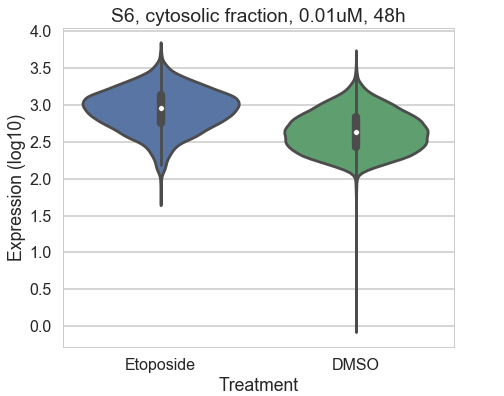 S6, cytosolic fraction, 0.01uM, 48h
Expression (log10)
4.0
3.5
3.0
2.5
2.0
1.5
1.0
0.5
0.0
Etoposide DMSO
Treatment